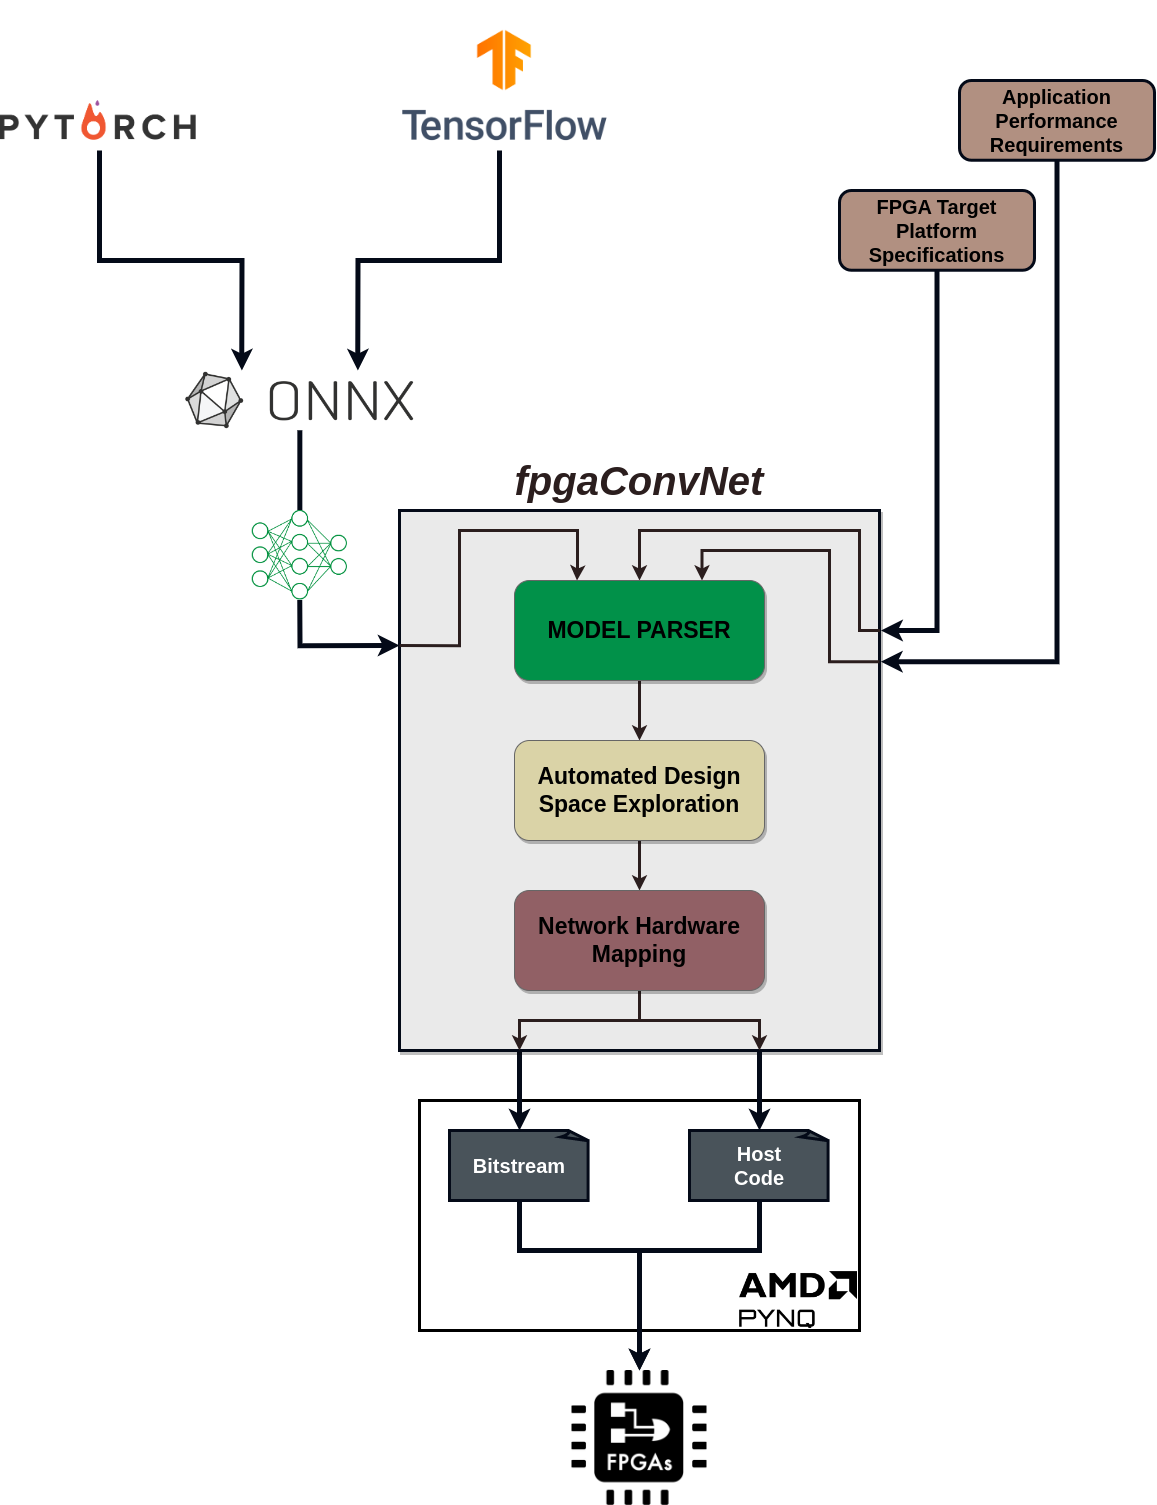 PYTORCH
TensorFlow
Application
Performance
Requirements
FPGA Target
Platform
Specifications
ONNX
fpgaConvNet
MODEL PARSER
Automated Design
Space Exploration
Network Hardware
Mapping
Bitstream
Host
Code
AMD
PYNQ
FPGAs